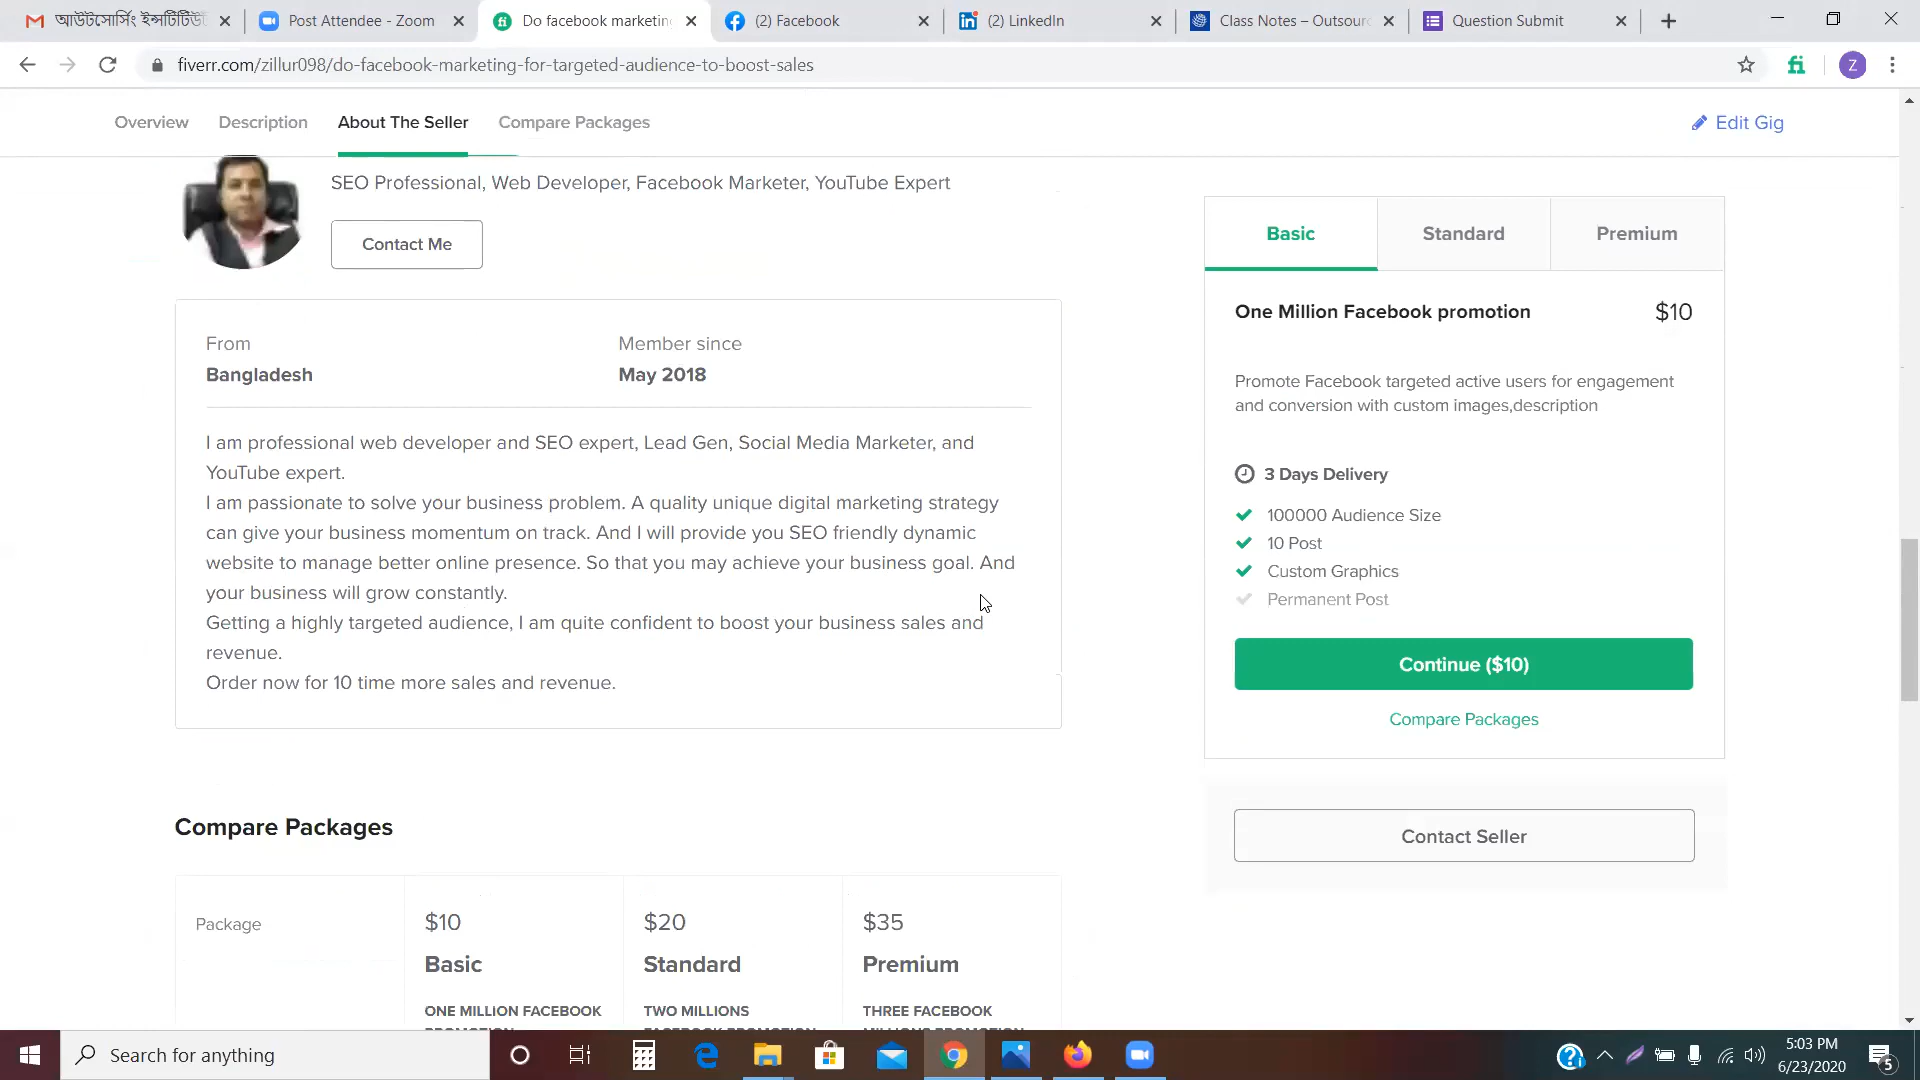 আউটসোর্সিং ইন্সটিটিউট
Post Attendee - Zoom
Do facebook marketin
(2) Facebook
(2) LinkedIn
Class Notes – Outsourc
Question Submit
fiverr.com/zillur098/do-facebook-marketing-for-targeted-audience-to-boost-sales
Z
Overview
Description
About The Seller
Compare Packages
Edit Gig
SEO Professional, Web Developer, Facebook Marketer, YouTube Expert
Contact Me
From
Member since
Bangladesh
May 2018
I am professional web developer and SEO expert, Lead Gen, Social Media Marketer, and
YouTube expert.
I am passionate to solve your business problem. A quality unique digital marketing strategy
can give your business momentum on track. And I will provide you SEO friendly dynamic
website to manage better online presence. So that you may achieve your business goal. And
your business will grow constantly.
Getting a highly targeted audience, I am quite confident to boost your business sales and
revenue.
Order now for 10 time more sales and revenue.
Basic
Standard
Premium
One Million Facebook promotion
$10
Promote Facebook targeted active users for engagement
and conversion with custom images,description
3 Days Delivery
100000 Audience Size
10 Post
Custom Graphics
Permanent Post
Continue ($10)
Compare Packages
Contact Seller
Compare Packages
Package
$10
$20
$35
Basic
Standard
Premium
ONE MILLION FACEBOOK
TWO MILLIONS
THREE FACEBOOK
Search for anything
5:03 PM
6/23/2020
5